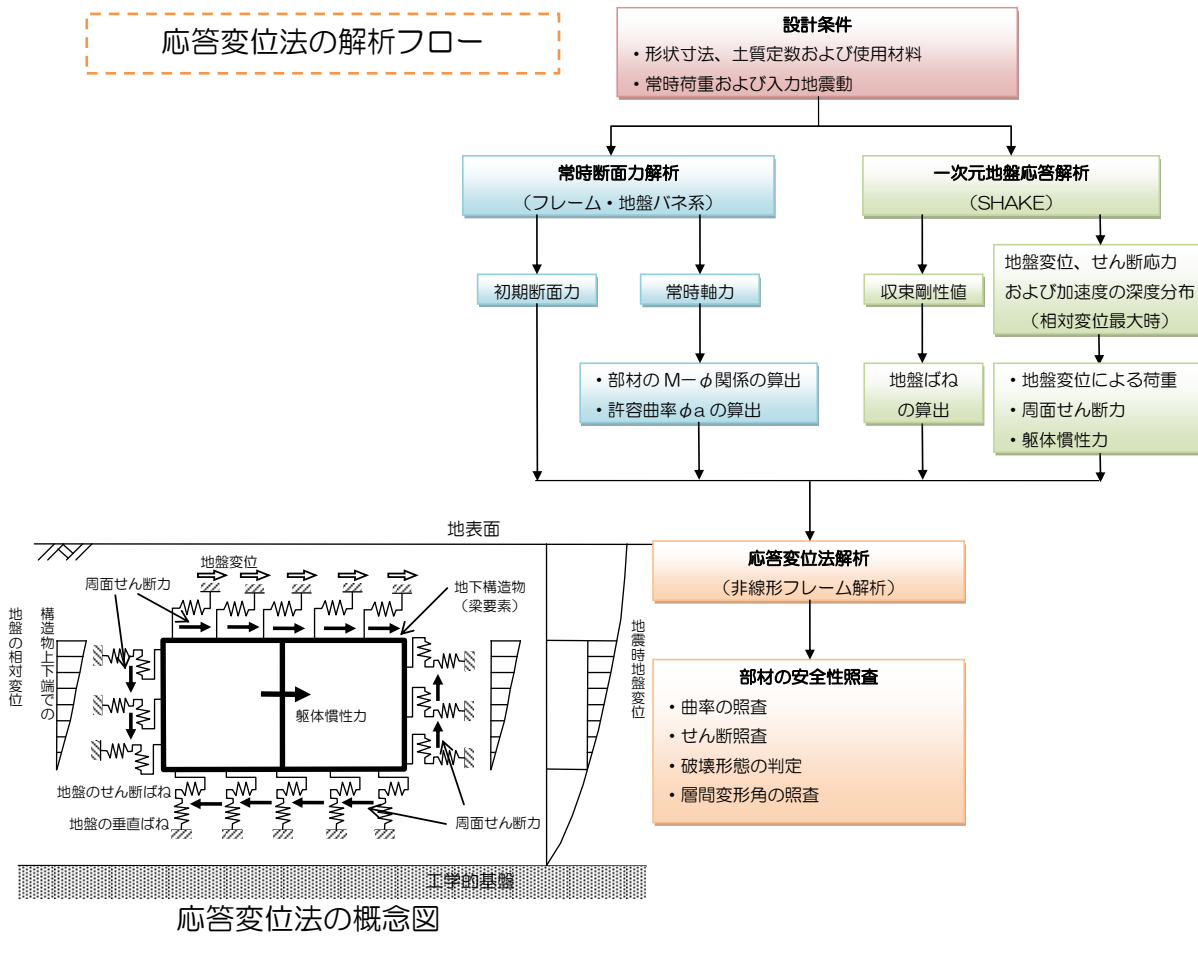 応答変位法の解析フロー
設計条件
・形状寸法、土質定数および使用材料
・常時荷重および入力地震動
常時断面力解析
（フレーム・地盤バネ系）
一次元地盤応答解析
（SHAKE）
初期断面力
常時軸力
収束剛性値
地盤変位、せん断応力
および加速度の深度分布
（相対変位最大時）
・部材のM－φ関係の算出
・許容曲率φaの算出
地盤ばね
の算出
・地盤変位による荷重
・周面せん断力
・躯体慣性力
応答変位法解析
（非線形フレーム解析）
部材の安全性照査
・曲率の照査
・せん断照査
・破壊形態の判定
・層間変形角の照査
地表面
地盤変位
周面せん断力
地下構造物
（梁要素）
構造物上下端での
地盤の相対変位
躯体慣性力
地震時地盤変位
地盤のせん断ばね
地盤の垂直ばね
周面せん断力
工学的基盤
応答変位法の概念図